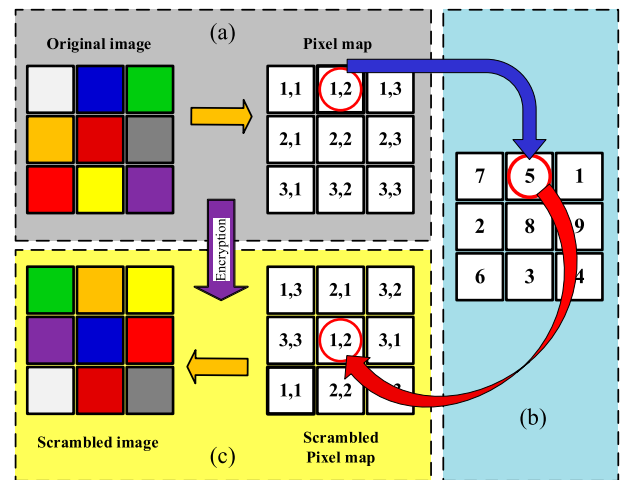 (a)
Original image
Pixel map
1,1 1,2 1,3
2,1 2,2 2,3
3,1 3,2 3,3
7 5 1
2 8 9
6 3 4
Encryption
1,3 2,1 3,2
3,3 1,2 3,1
1,1 2,2
Scrambled image
(c)
Scrambled
Pixel map
(b)